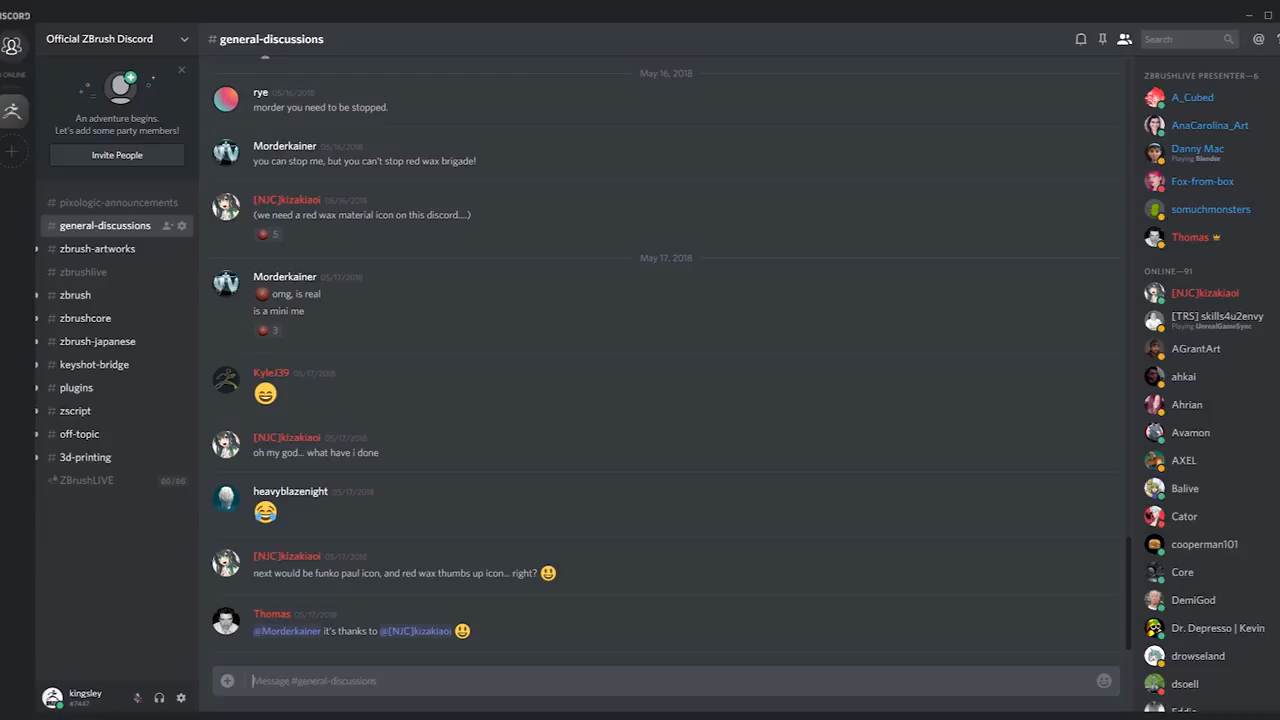 ISCORD
Official ZBrush Discord
# general-discussions
Search
@
ONLINE
An adventure begins.
Let's add some party members!
Invite People
# pixologic-announcements
# general-discussions
# zbrush-artworks
# zbrushlive
# zbrush
# zbrushcore
# zbrush-japanese
# keyshot-bridge
# plugins
# zscript
# off-topic
# 3d-printing
ZBrushLIVE
kingsley
#7447
May 16, 2018
rye 05/16/2018
morder you need to be stopped.
Morderkainer 05/16/2018
you can stop me, but you can't stop red wax brigade!
[NJC]kizakiaoi 05/16/2018
(we need a red wax material icon on this discord....)
5
May 17, 2018
Morderkainer 05/17/2018
omg, is real
is a mini me
3
KyleJ39 05/17/2018
[NJC]kizakiaoi 05/17/2018
oh my god... what have i done
heavyblazenight 05/17/2018
[NJC]kizakiaoi 05/17/2018
next would be funko paul icon, and red wax thumbs up icon... right?
Thomas 05/17/2018
@Morderkainer it's thanks to @[NJC]kizakiaoi
Message #general-discussions
ZBRUSHLIVE PRESENTER—6
A_Cubed
AnaCarolina_Art
Danny Mac
Playing Blender
Fox-from-box
somuchmonsters
Thomas
ONLINE—91
[NJC]kizakiaoi
[TRS] skills4u2envy
Playing UnrealGameSync
AGrantArt
ahkai
Ahrian
Avamon
AXEL
Balive
Cator
cooperman101
Core
DemiGod
Dr. Depresso | Kevin
drowseland
dsoell